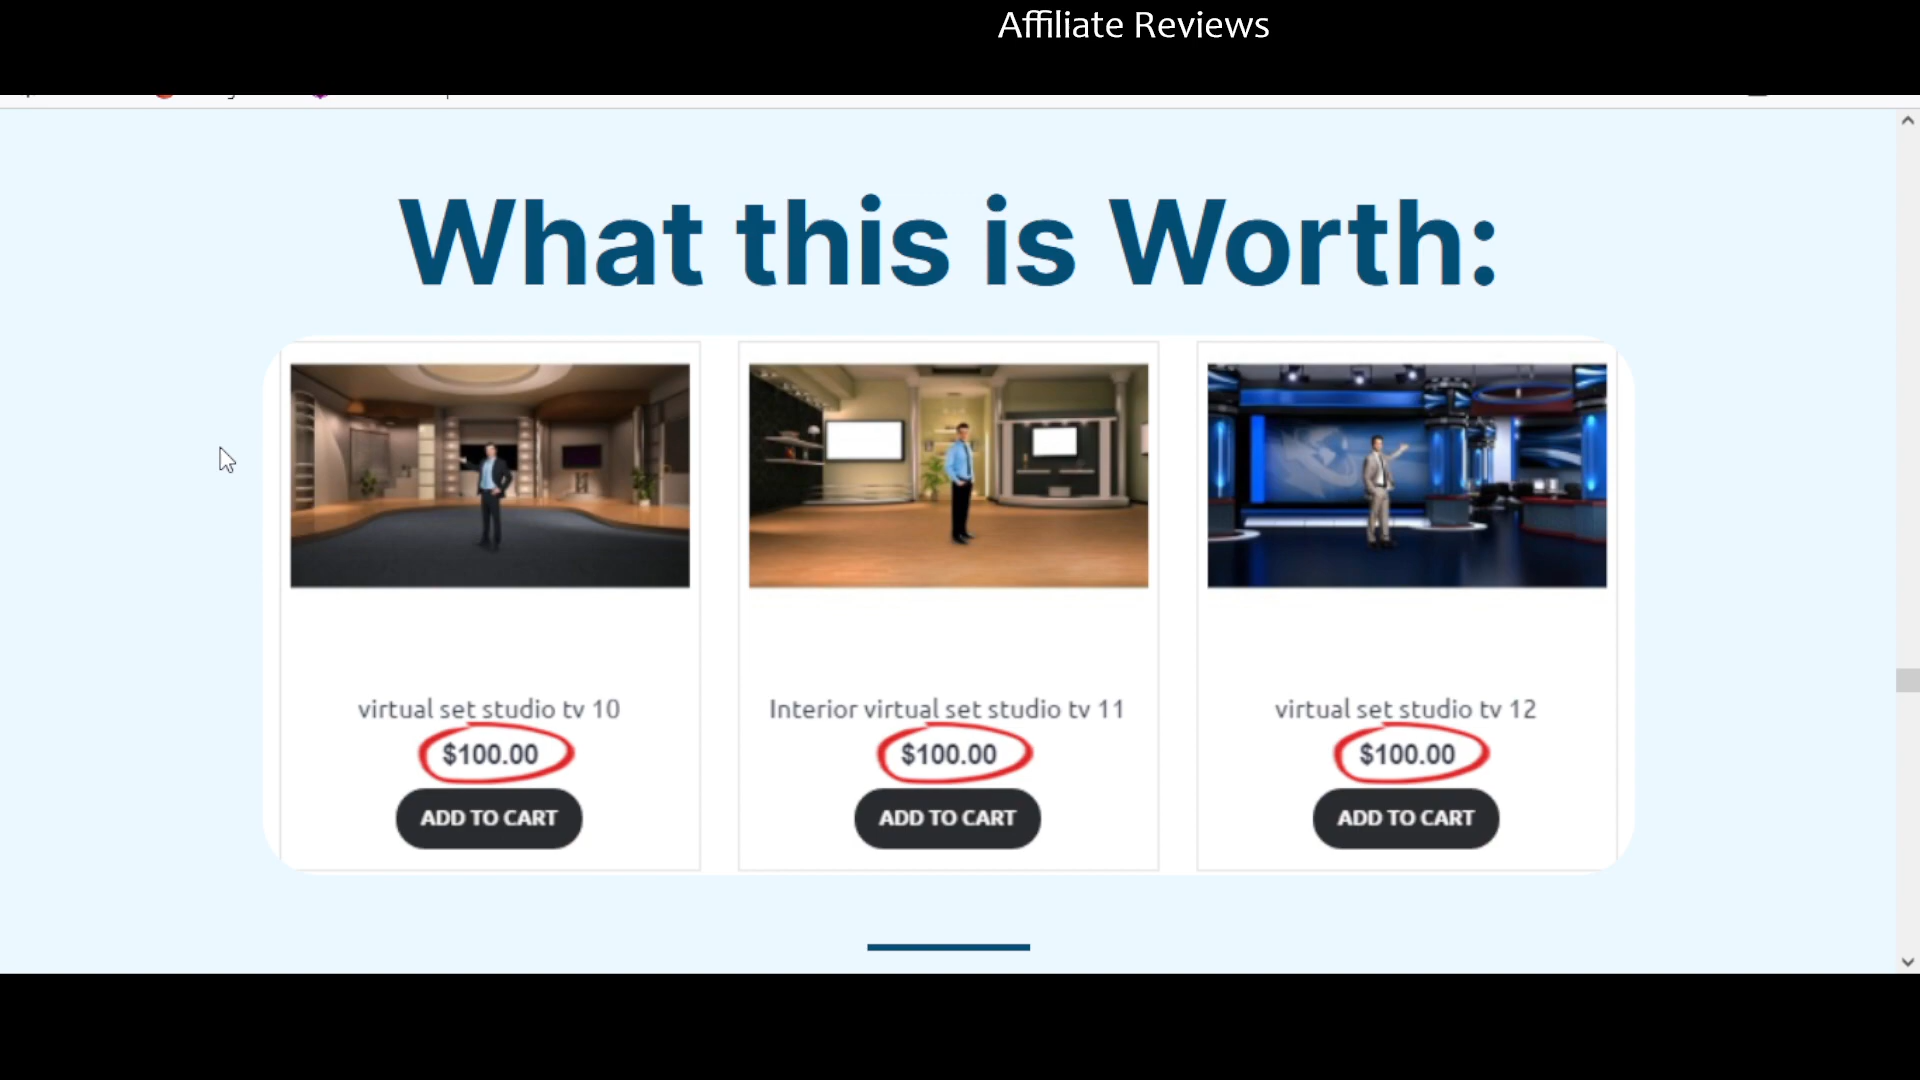 Affiliate Reviews
What this is Worth:
virtual set studio tv 10
$100.00
ADD TO CART
Interior virtual set studio tv 11
$100.00
ADD TO CART
virtual set studio tv 12
$100.00
ADD TO CART